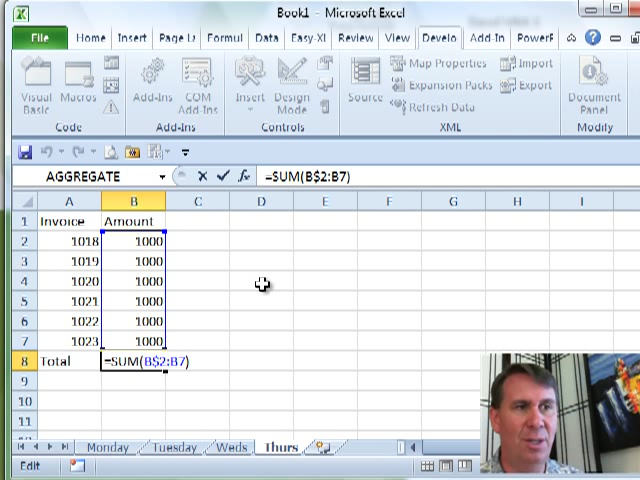 Book1 - Microsoft Excel
File Home Insert Page L Formul Data Easy-Xl Review View Develo Add-In PowerF
Visual Basic Macros Add-Ins COM Add-Ins Insert Design Mode Source Map Properties Import Document Panel
Expansion Packs Export
Refresh Data
Code Add-Ins Controls XML Modify
AGGREGATE fx =SUM(B$2:B7)
A B C D E F G H I
1 Invoice Amount
2 1018 1000
3 1019 1000
4 1020 1000
5 1021 1000
6 1022 1000
7 1023 1000
8 Total =SUM(B$2:B7)
9
10
11
Monday Tuesday Weds Thurs
Edit